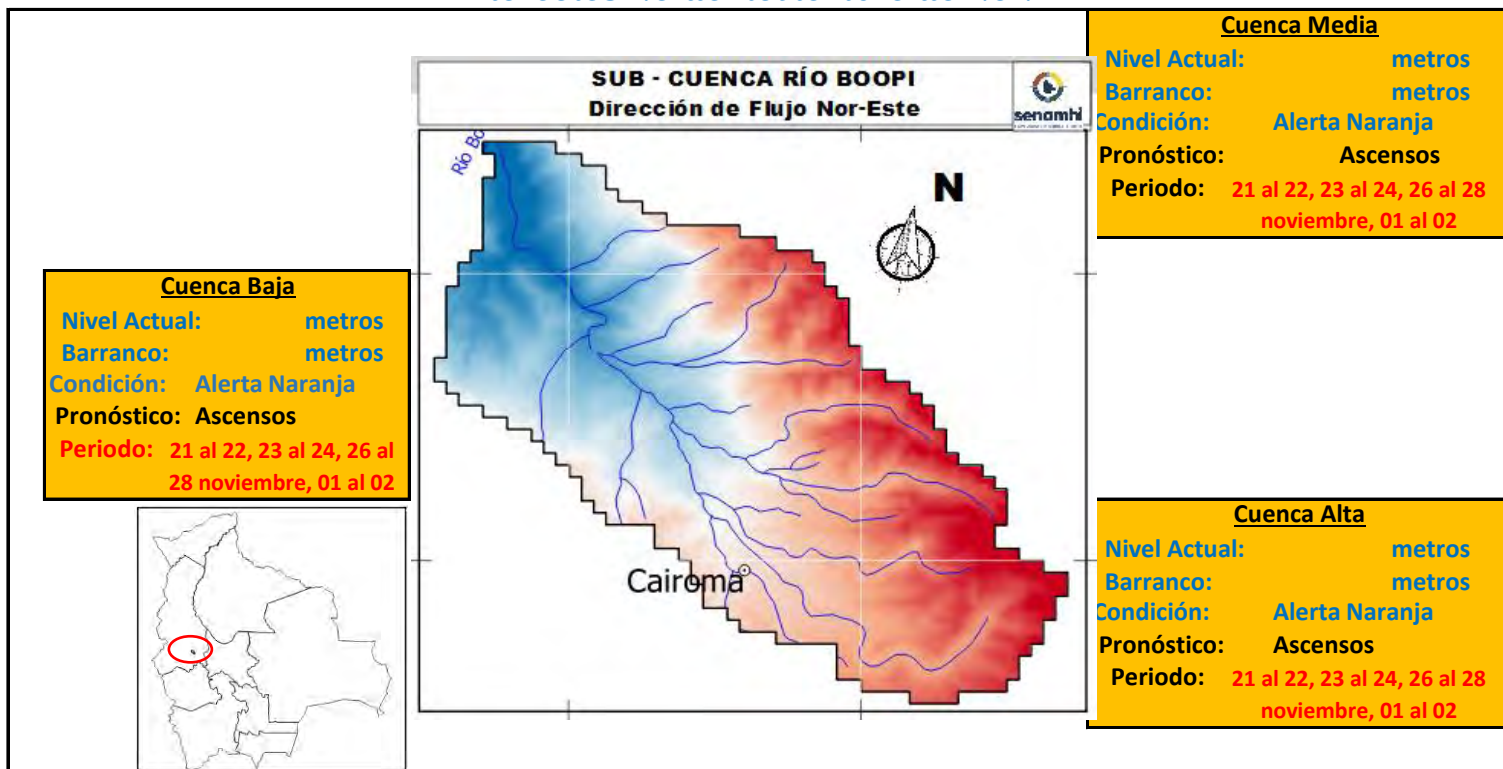 Cuenca Media
Nivel Actual: metros
Barranco: metros
Condición: Alerta Naranja
Pronóstico: Ascensos
Periodo: 21 al 22, 23 al 24, 26 al 28
noviembre, 01 al 02
SUB - CUENCA RÍO BOOPI
Dirección de Flujo Nor-Este
senamhi
Río Bo
N
Cairoma
Cuenca Baja
Nivel Actual: metros
Barranco: metros
Condición: Alerta Naranja
Pronóstico: Ascensos
Periodo: 21 al 22, 23 al 24, 26 al
28 noviembre, 01 al 02
Cuenca Alta
Nivel Actual: metros
Barranco: metros
Condición: Alerta Naranja
Pronóstico: Ascensos
Periodo: 21 al 22, 23 al 24, 26 al 28
noviembre, 01 al 02